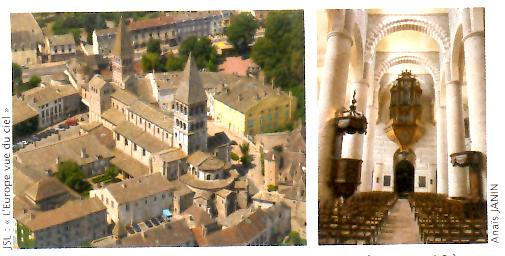 JSL : « L'Europe vue du ciel »
Anaïs JANIN